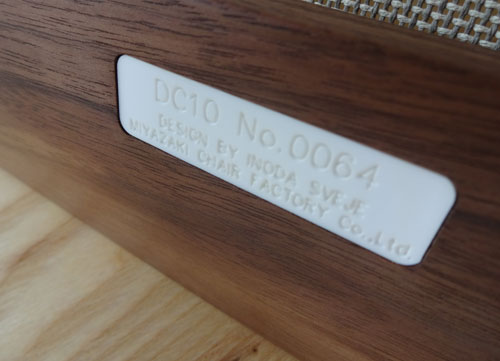 DC10 No.0064
DESIGN BY INODA SVEJE
MIYAZAKI CHAIR FACTORY Co.,Ltd.